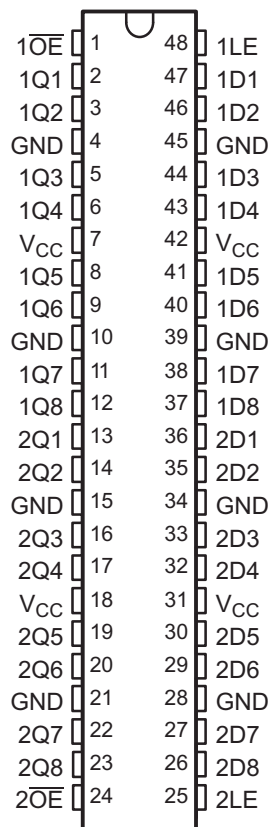 1O̅E̅ 1 48 1LE
1Q1 2 47 1D1
1Q2 3 46 1D2
GND 4 45 GND
1Q3 5 44 1D3
1Q4 6 43 1D4
VCC 7 42 VCC
1Q5 8 41 1D5
1Q6 9 40 1D6
GND 10 39 GND
1Q7 11 38 1D7
1Q8 12 37 1D8
2Q1 13 36 2D1
2Q2 14 35 2D2
GND 15 34 GND
2Q3 16 33 2D3
2Q4 17 32 2D4
VCC 18 31 VCC
2Q5 19 30 2D5
2Q6 20 29 2D6
GND 21 28 GND
2Q7 22 27 2D7
2Q8 23 26 2D8
2O̅E̅ 24 25 2LE